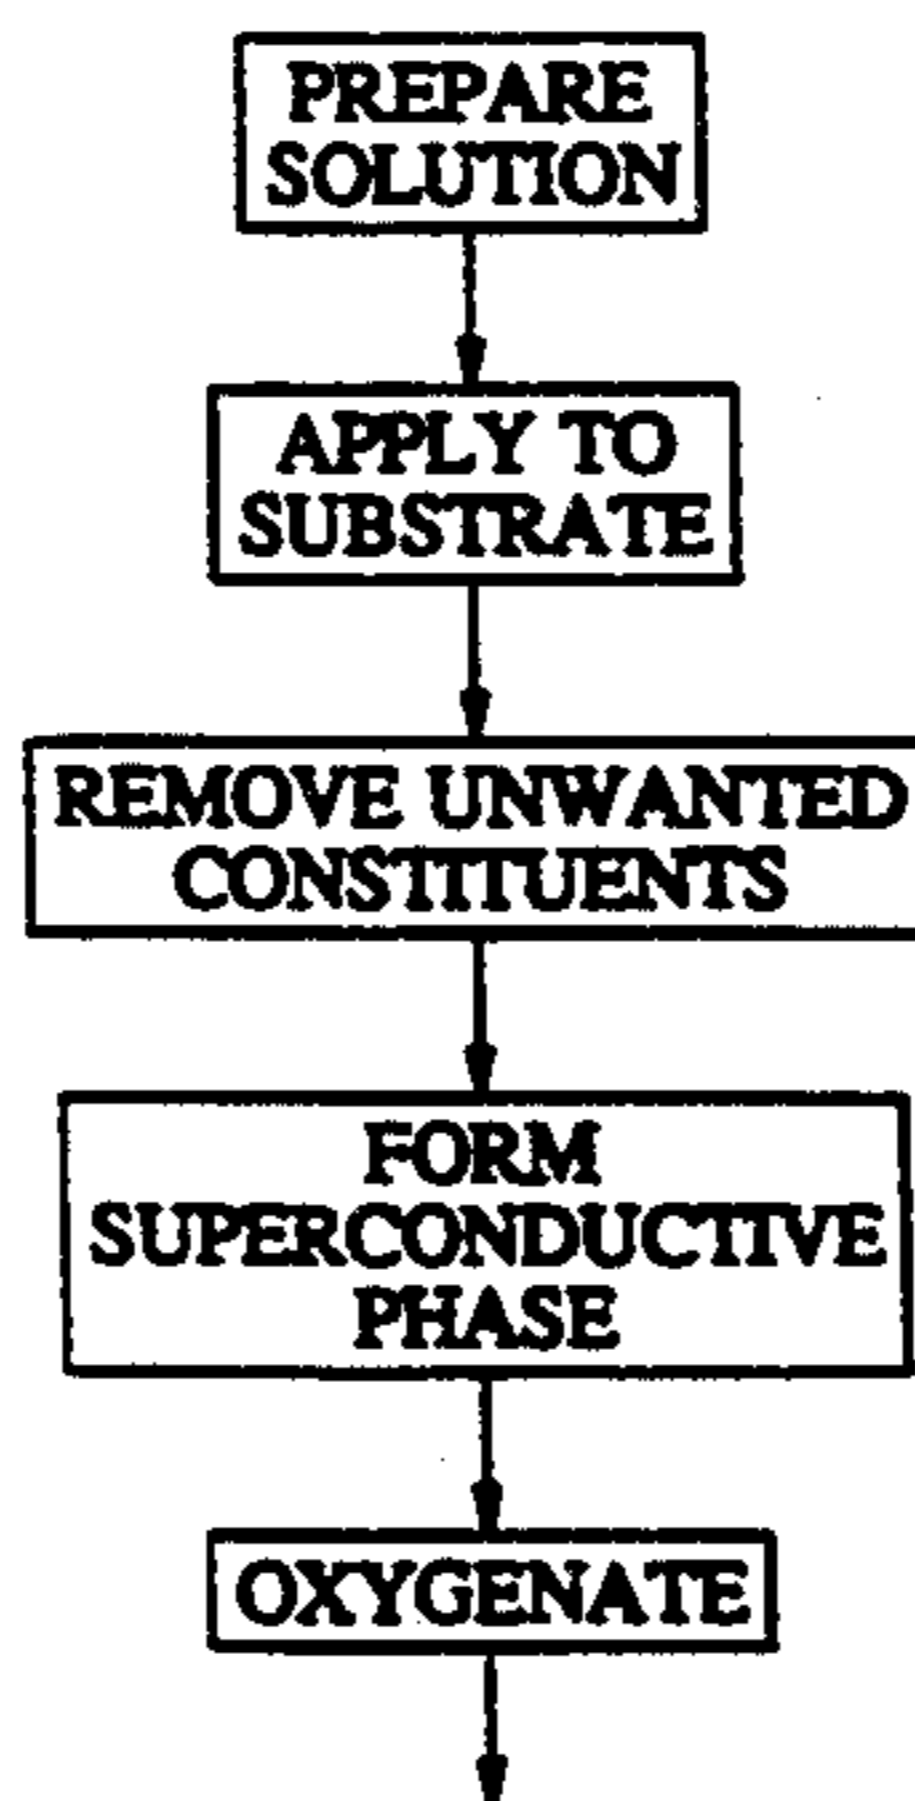 PREPARE
SOLUTION
APPLY TO
SUBSTRATE
REMOVE UNWANTED
CONSTITUENTS
FORM
SUPERCONDUCTIVE
PHASE
OXYGENATE